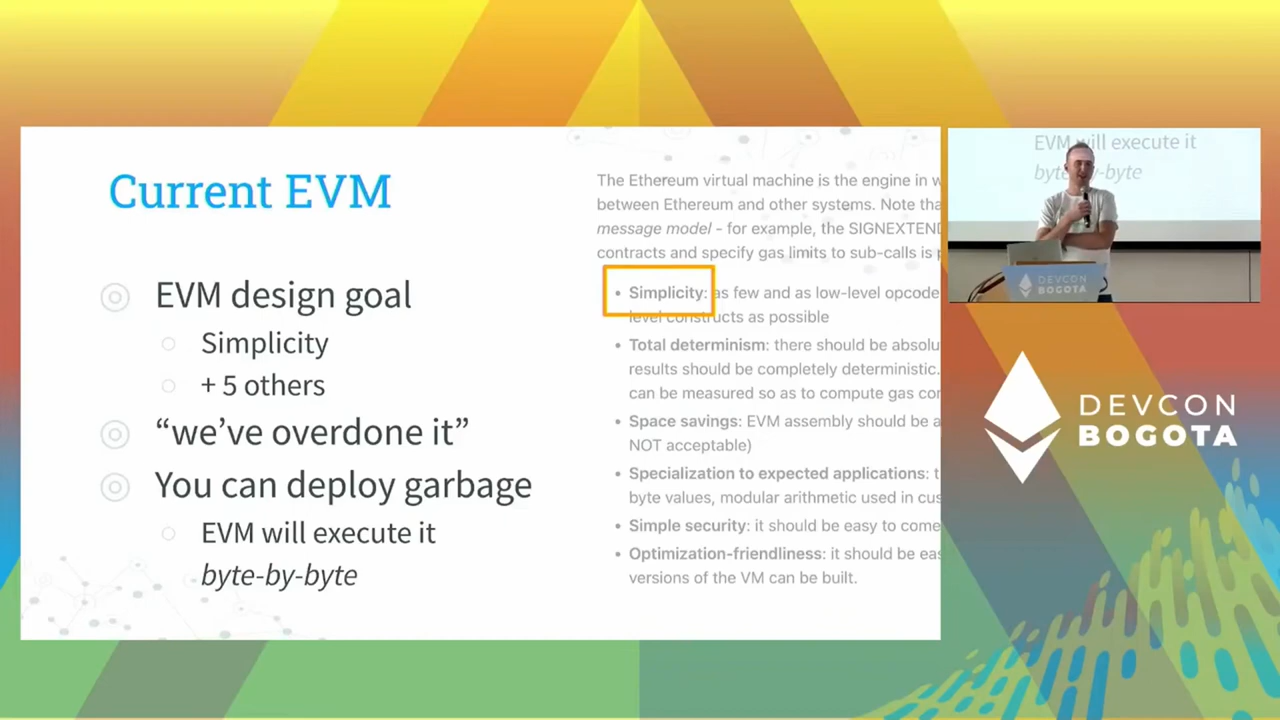 Current EVM
EVM design goal
Simplicity
+ 5 others
“we’ve overdone it”
You can deploy garbage
EVM will execute it
byte-by-byte
The Ethereum virtual machine is the engine in
between Ethereum and other systems. Note
message model - for example, the SIGNEXTEND
contracts and specify gas limits to sub-calls is
• Simplicity: as few and as low-level opcode
level constructs as possible
• Total determinism: there should be
results should be completely deterministic.
can be measured so as to compute gas
• Space savings: EVM assembly should be
NOT acceptable)
• Specialization to expected applications:
byte values, modular arithmetic used in
• Simple security: it should be easy to come
• Optimization-friendliness: it should be
versions of the VM can be built.
EVM will execute it
byte-by-byte
DEVCON
BOGOTA
DEVCON
BOGOTA